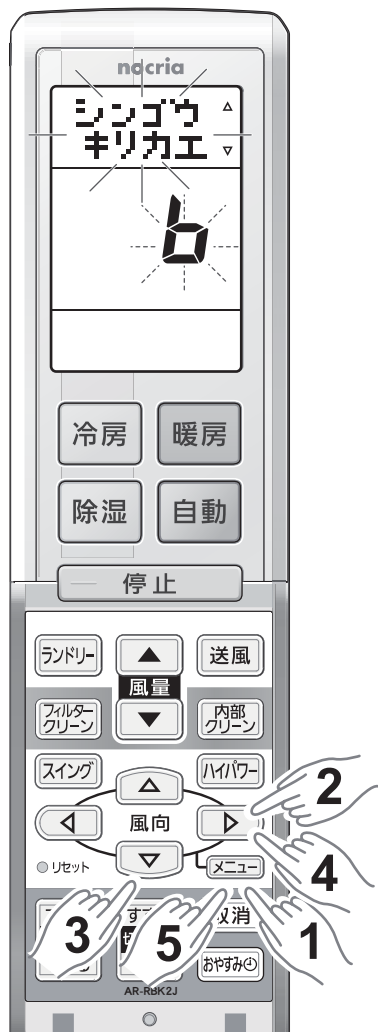 nocria
シンゴウ
キリカエ
b
冷房 暖房
除湿 自動
停止
ランドリー 送風
風量
フィルター
クリーン
内部
クリーン
スイング ハイパワー
風向
リセット メニュー
2
4
3 5 1
取消
おやすみ
AR-RBK2J